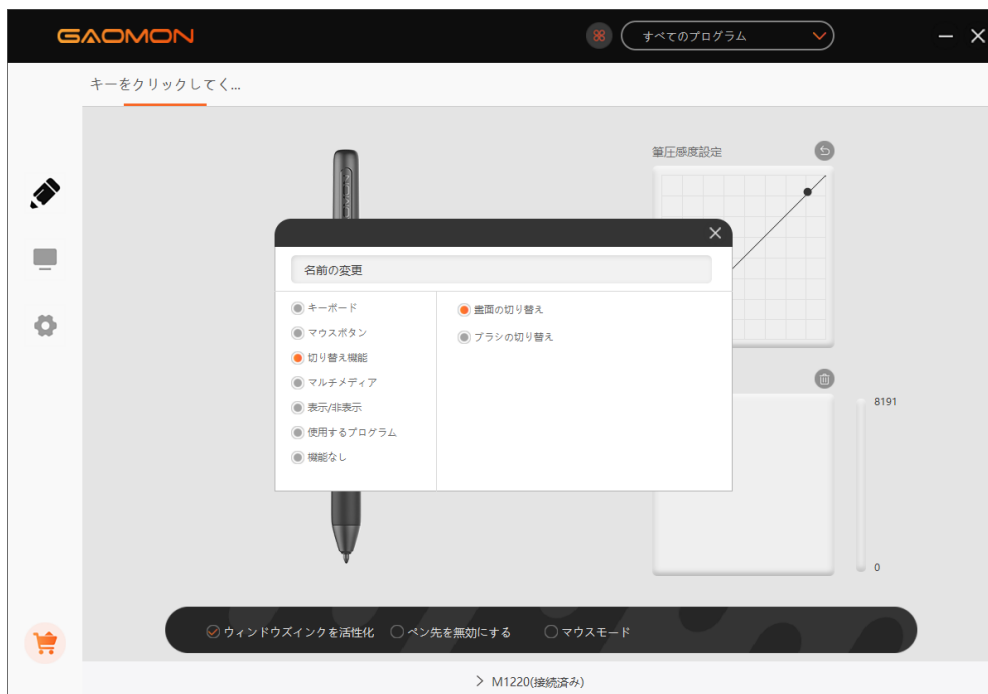 GAOMON
すべてのプログラム
キーをクリックしてく...
筆圧感度設定
名前の変更
キーボード
マウスボタン
切り替え機能
マルチメディア
表示/非表示
使用するプログラム
機能なし
画面の切り替え
ブラシの切り替え
8191
0
ウィンドウズインクを活性化
ペン先を無効にする
マウスモード
M1220(接続済み)